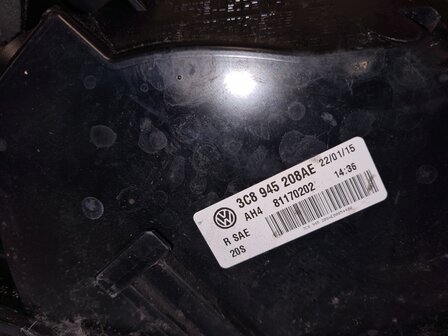 3C8 945 208AE 22/01/15
AH4 81170202 14:36
R SAE
20S